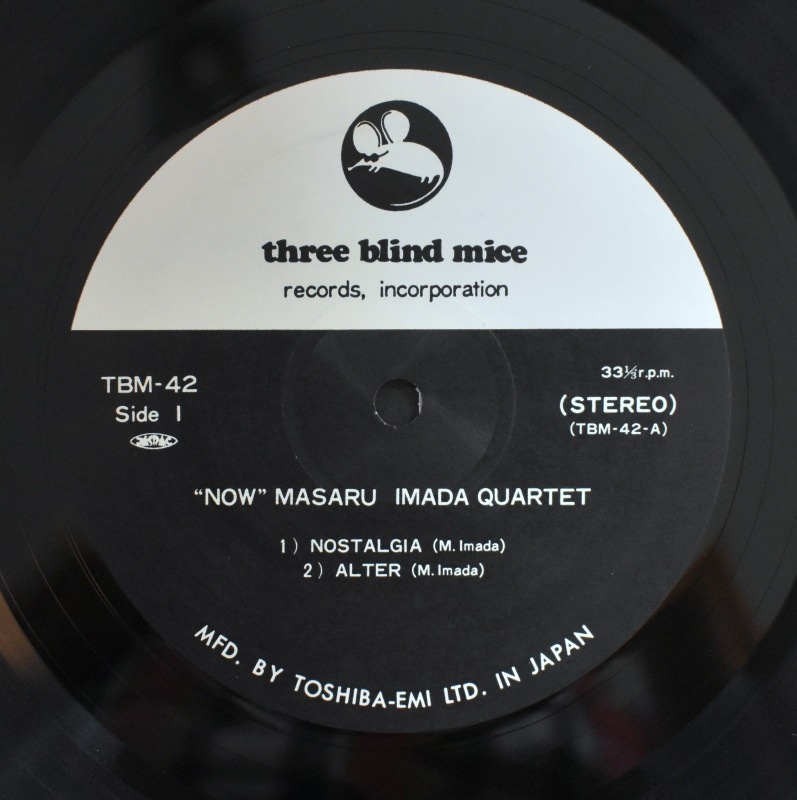 three blind mice
records, incorporation
TBM-42
Side 1
33⅓r.p.m.
(STEREO)
(TBM-42-A)
"NOW" MASARU IMADA QUARTET
1) NOSTALGIA (M. Imada)
2) ALTER (M. Imada)
MFD. BY TOSHIBA-EMI LTD. IN JAPAN